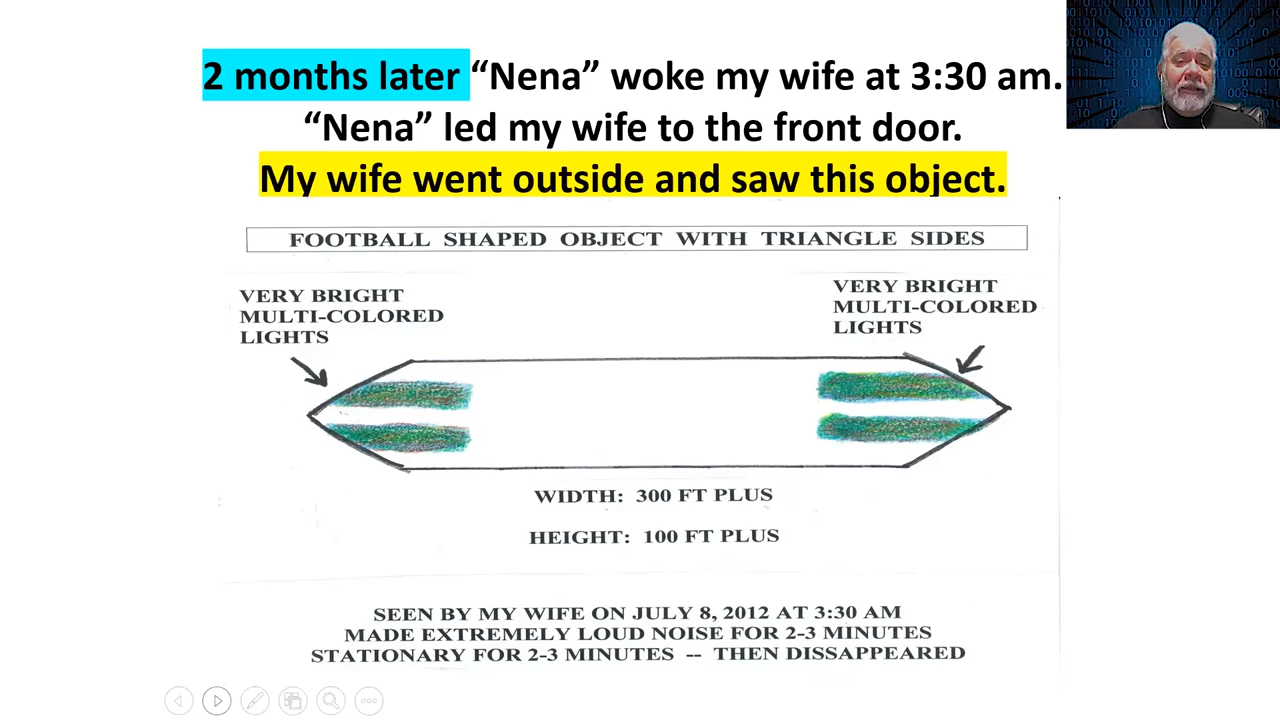 2 months later “Nena” woke my wife at 3:30 am.
“Nena” led my wife to the front door.
My wife went outside and saw this object.
FOOTBALL SHAPED OBJECT WITH TRIANGLE SIDES
VERY BRIGHT
MULTI-COLORED
LIGHTS
VERY BRIGHT
MULTI-COLORED
LIGHTS
WIDTH: 300 FT PLUS
HEIGHT: 100 FT PLUS
SEEN BY MY WIFE ON JULY 8, 2012 AT 3:30 AM
MADE EXTREMELY LOUD NOISE FOR 2-3 MINUTES
STATIONARY FOR 2-3 MINUTES -- THEN DISSAPPEARED